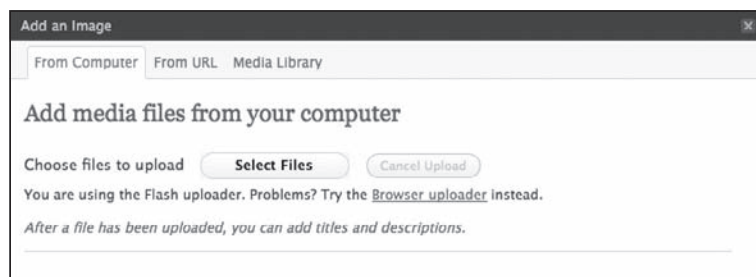 Add an Image
From Computer From URL Media Library
Add media files from your computer
Choose files to upload Select Files Cancel Upload
You are using the Flash uploader. Problems? Try the Browser uploader instead.
After a file has been uploaded, you can add titles and descriptions.